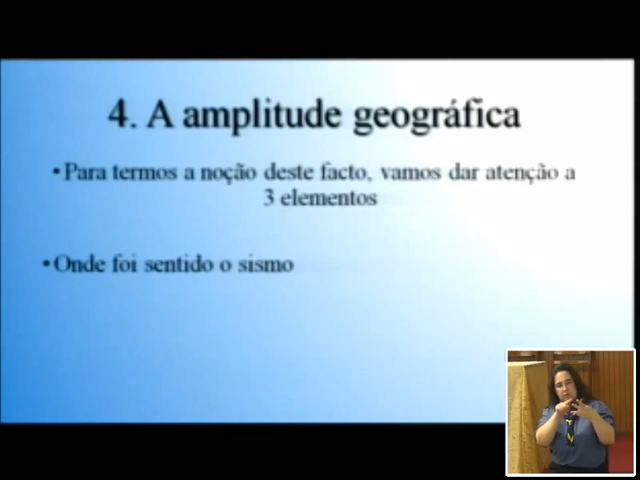 4. A amplitude geográfica
•Para termos a noção deste facto, vamos dar atenção a
3 elementos
•Onde foi sentido o sismo